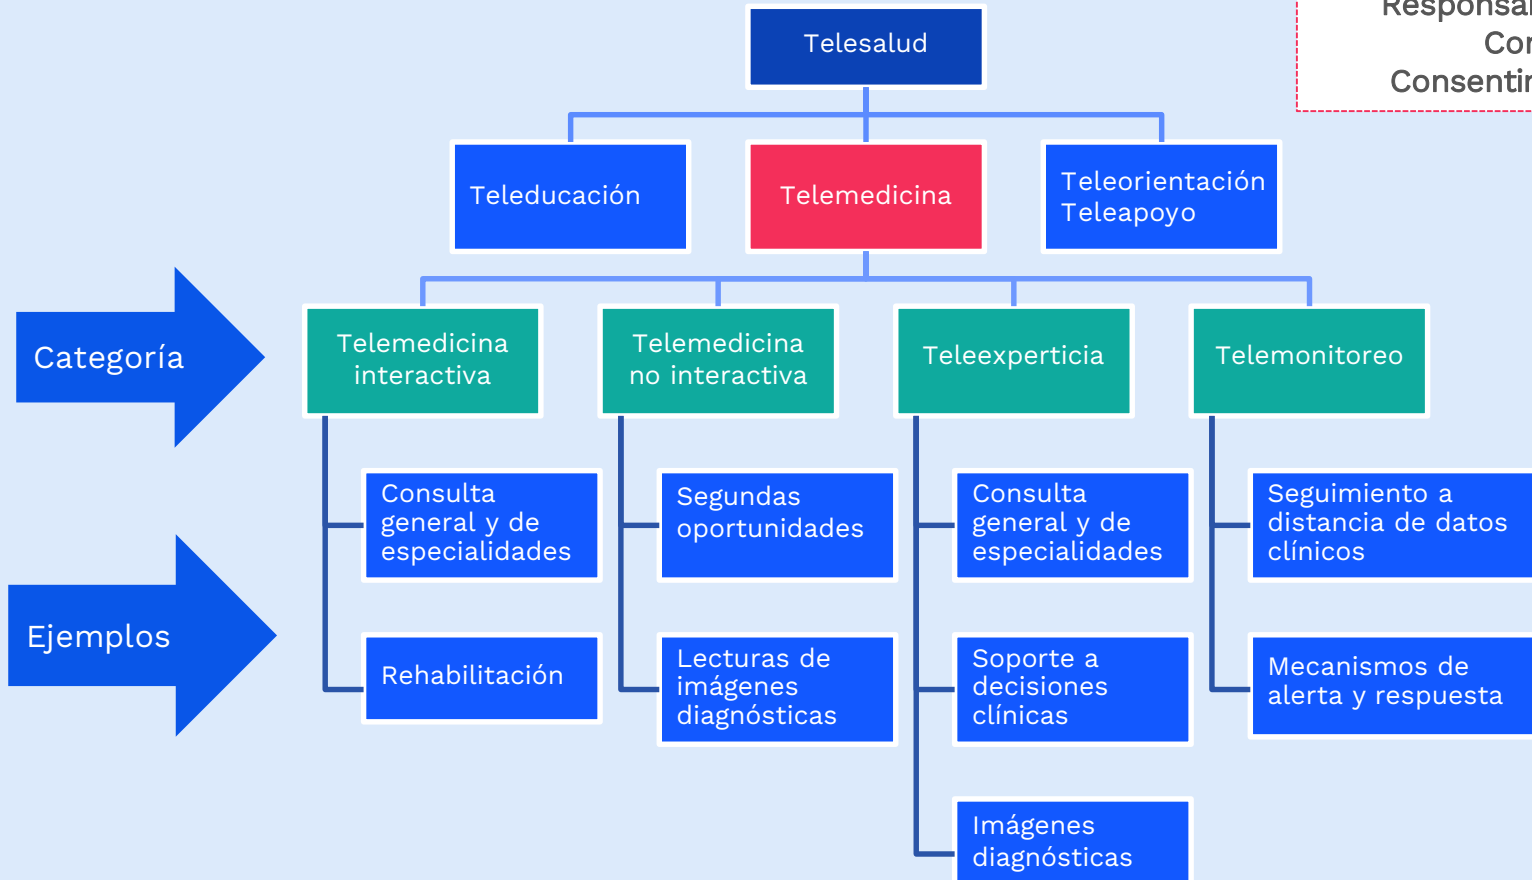 Telesalud
Teleducación
Telemedicina
Teleorientación
Teleapoyo
Categoría
Telemedicina
interactiva
Telemedicina
no interactiva
Teleexperticia
Telemonitoreo
Ejemplos
Consulta
general y de
especialidades
Rehabilitación
Segundas
oportunidades
Lecturas de
imágenes
diagnósticas
Consulta
general y de
especialidades
Soporte a
decisiones
clínicas
Imágenes
diagnósticas
Seguimiento a
distancia de datos
clínicos
Mecanismos de
alerta y respuesta